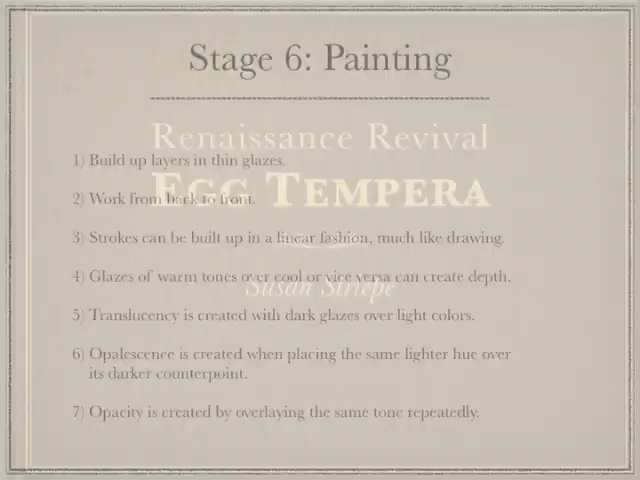 Stage 6: Painting
Renaissance Revival
1) Build up layers in thin glazes.
Egg Tempera
2) Work from back to front.
3) Strokes can be built up in a linear fashion, much like drawing.
4) Glazes of warm tones over cool or vice versa can create depth.
Susan Striepe
5) Translucency is created with dark glazes over light colors.
6) Opalescence is created when placing the same lighter hue over
its darker counterpoint.
7) Opacity is created by overlaying the same tone repeatedly.